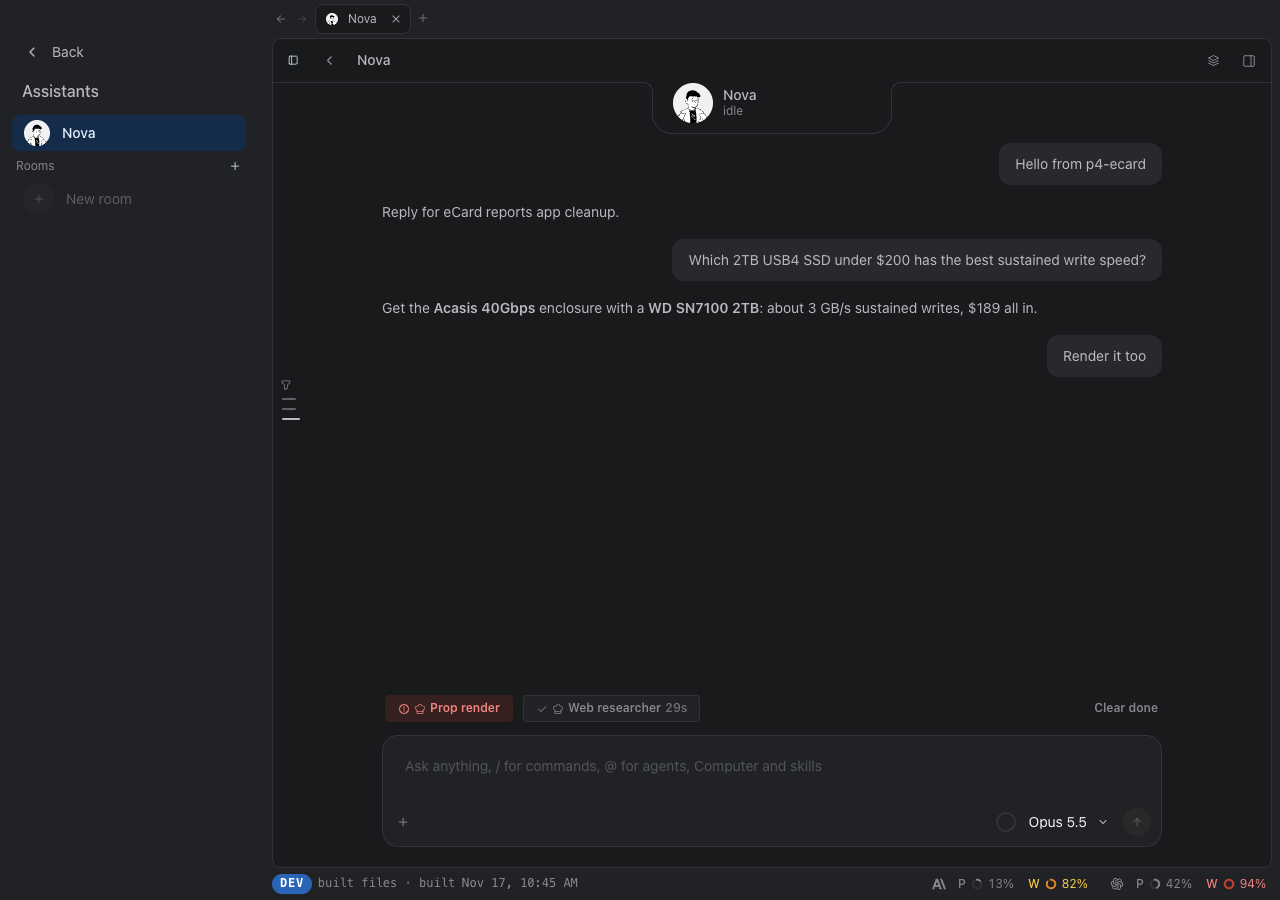 Nova
Back
Nova
Assistants
Nova
idle
Nova
Rooms
New room
Hello from p4-ecard
Reply for eCard reports app cleanup.
Which 2TB USB4 SSD under $200 has the best sustained write speed?
Get the Acasis 40Gbps enclosure with a WD SN7100 2TB: about 3 GB/s sustained writes, $189 all in.
Render it too
Prop render
Web researcher 29s
Clear done
Ask anything, / for commands, @ for agents, Computer and skills
Opus 5.5
DEV built files · built Nov 17, 10:45 AM
P 13% W 82% P 42% W 94%